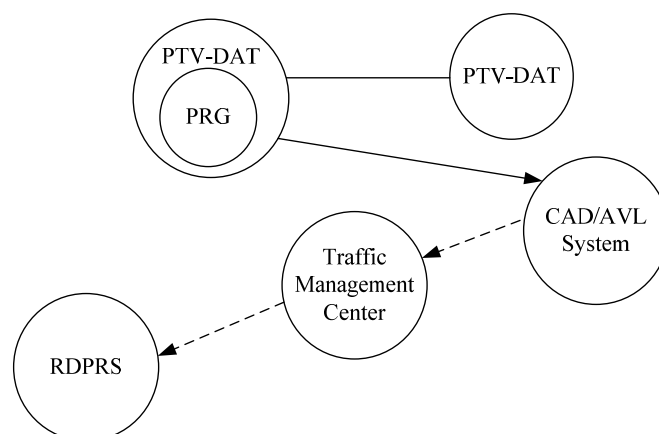 PTV-DAT
PRG
PTV-DAT
CAD/AVL
System
Traffic
Management
Center
RDPRS